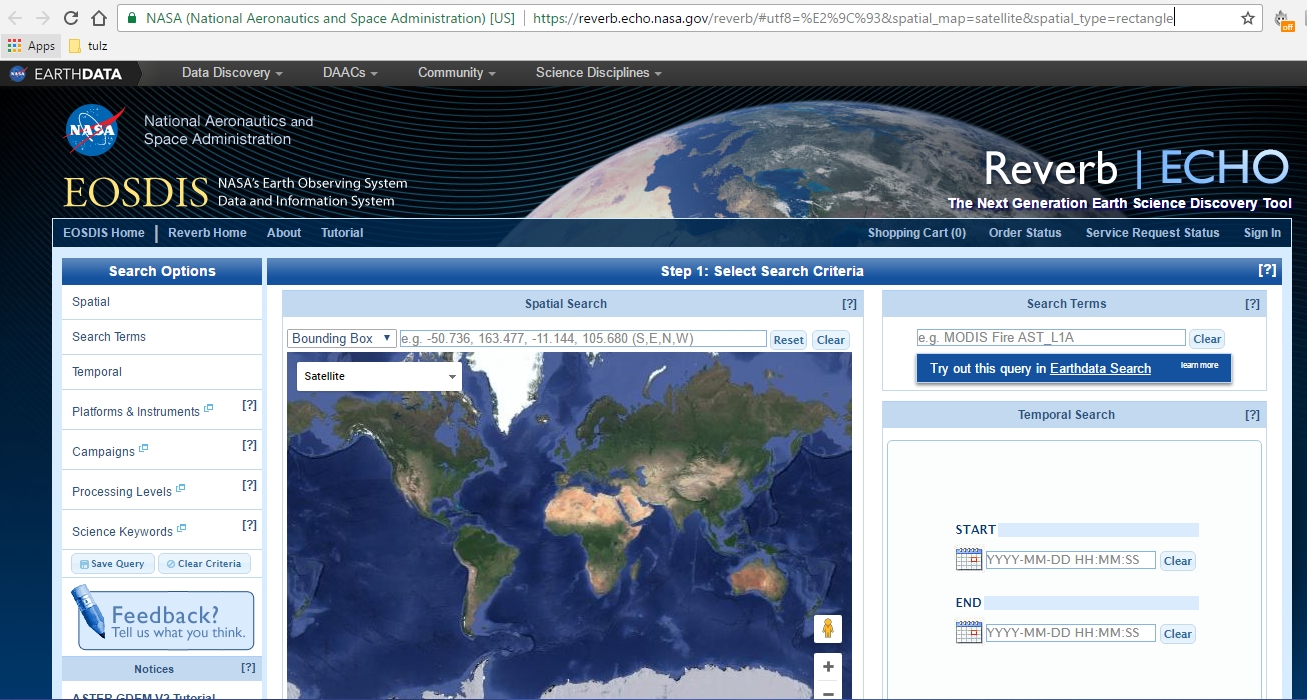 NASA (National Aeronautics and Space Administration) [US] https://reverb.echo.nasa.gov/reverb/#utf8=%E2%9C%93&spatial_map=satellite&spatial_type=rectangle
off
Apps tulz
NASA EARTHDATA Data Discovery DAACs Community Science Disciplines
NASA
National Aeronautics and
Space Administration
EOSDIS
NASA's Earth Observing System
Data and Information System
Reverb | ECHO
The Next Generation Earth Science Discovery Tool
EOSDIS Home | Reverb Home About Tutorial Shopping Cart (0) Order Status Service Request Status Sign In
Search Options
Spatial
Search Terms
Temporal
Platforms & Instruments [?]
Campaigns [?]
Processing Levels [?]
Science Keywords [?]
Save Query Clear Criteria
Feedback?
Tell us what you think.
Notices [?]
ASTER GDEM V2 Tutorial
Step 1: Select Search Criteria [?]
Spatial Search [?]
Bounding Box e.g. -50.736, 163.477, -11.144, 105.680 (S,E,N,W) Reset Clear
Satellite
+
−
Search Terms [?]
e.g. MODIS Fire AST_L1A Clear
Try out this query in Earthdata Search learn more
Temporal Search [?]
START
YYYY-MM-DD HH:MM:SS Clear
END
YYYY-MM-DD HH:MM:SS Clear